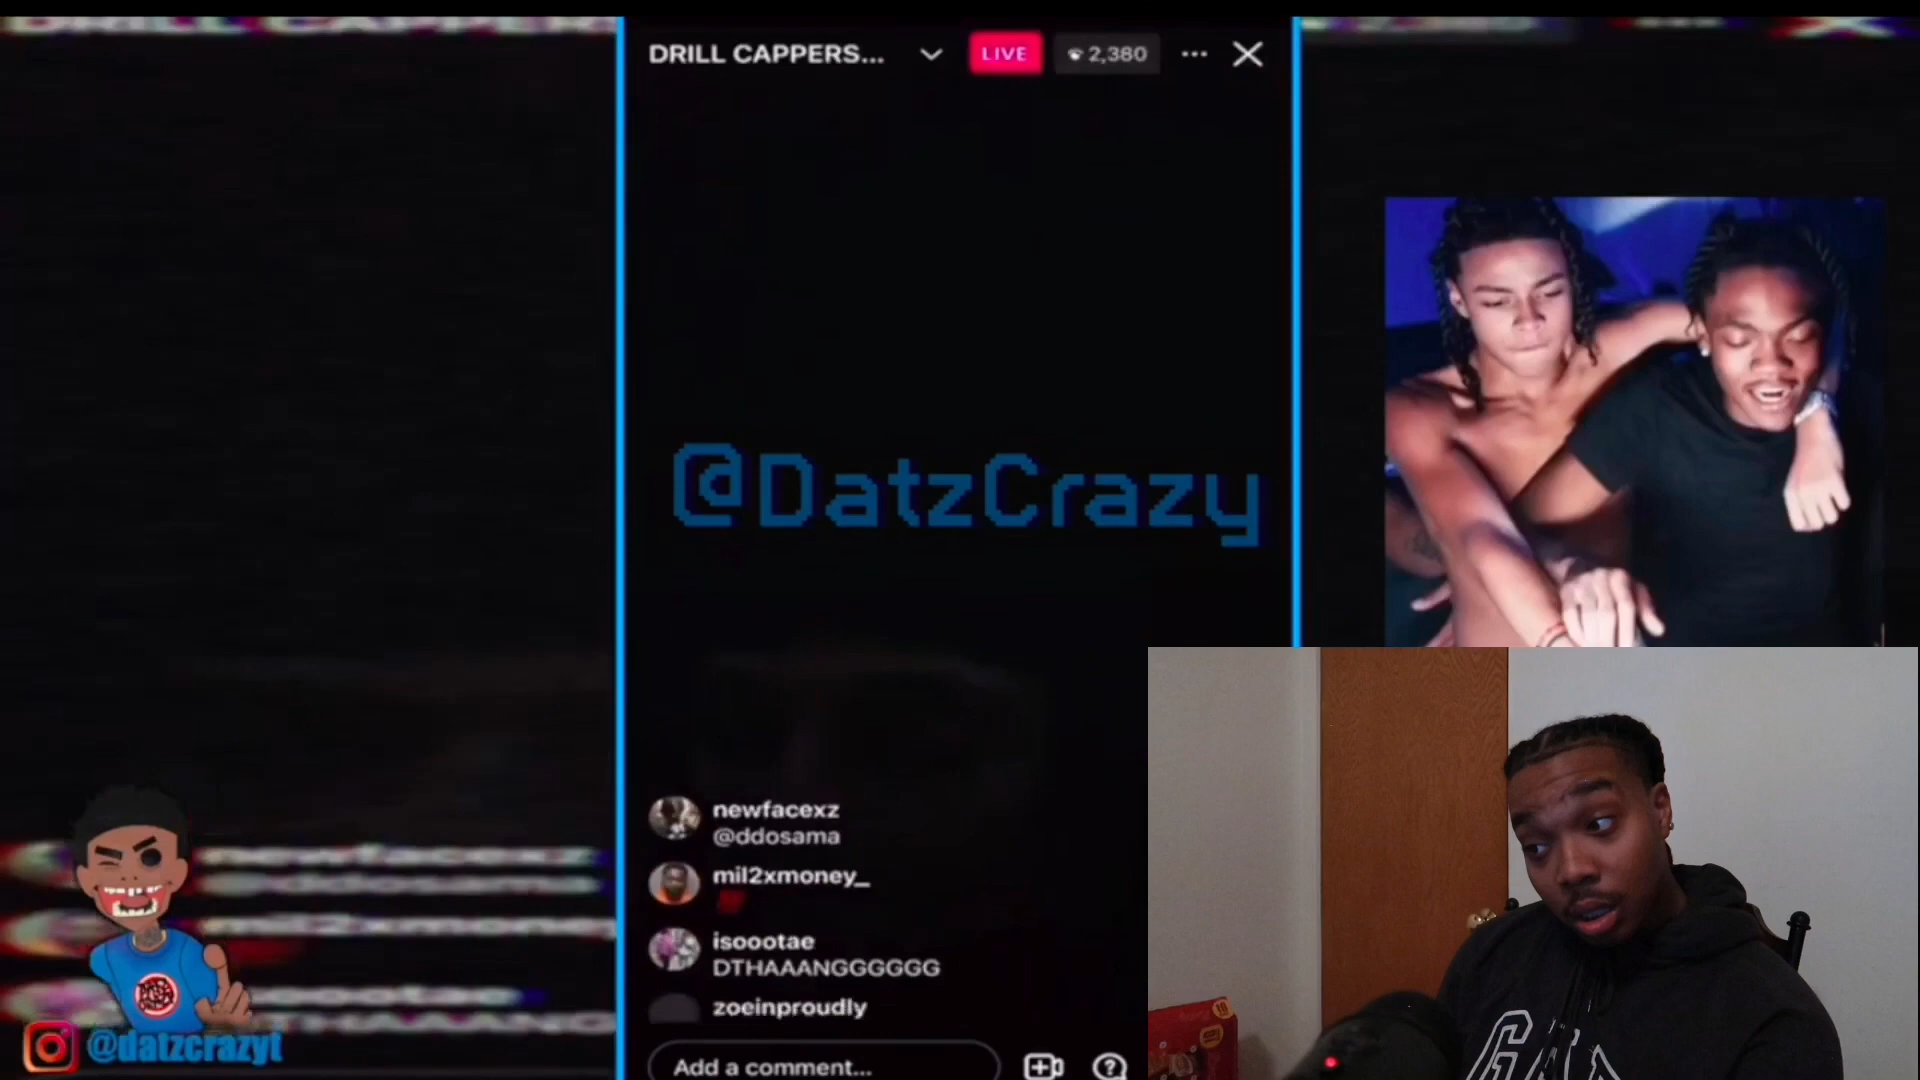 DRILL CAPPERS...
LIVE
2,380
@DatzCrazy
newfacexz
@ddosama
mil2xmoney_
isoootae
DTHAAANGGGGGG
zoeinproudly
Add a comment...
@datzcrazyt